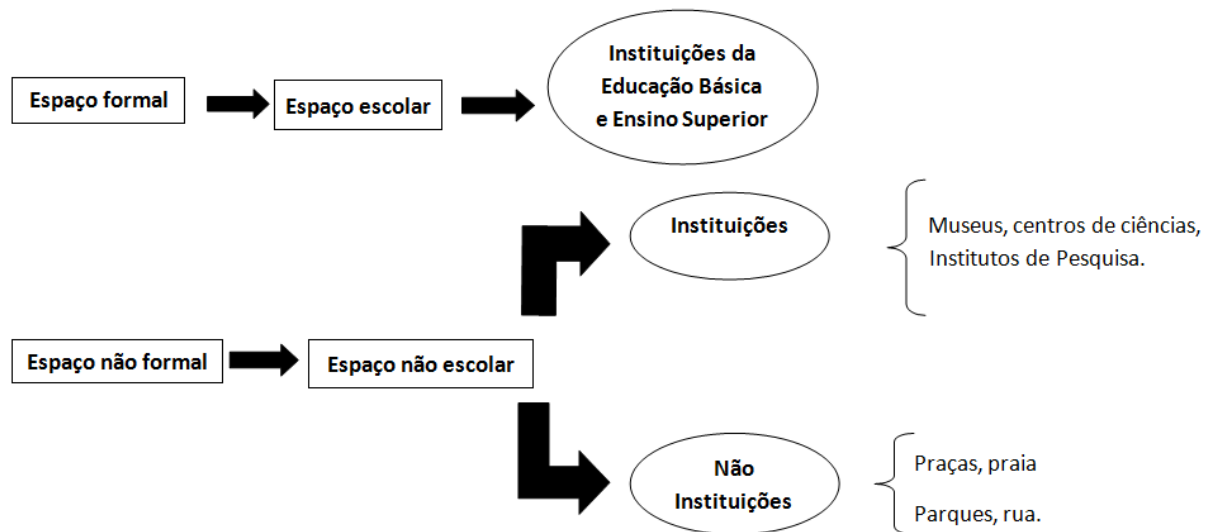 Espaço formal
Espaço escolar
Instituições da
Educação Básica
e Ensino Superior
Instituições
Museus, centros de ciências,
Institutos de Pesquisa.
Espaço não formal
Espaço não escolar
Não
Instituições
Praças, praia
Parques, rua.